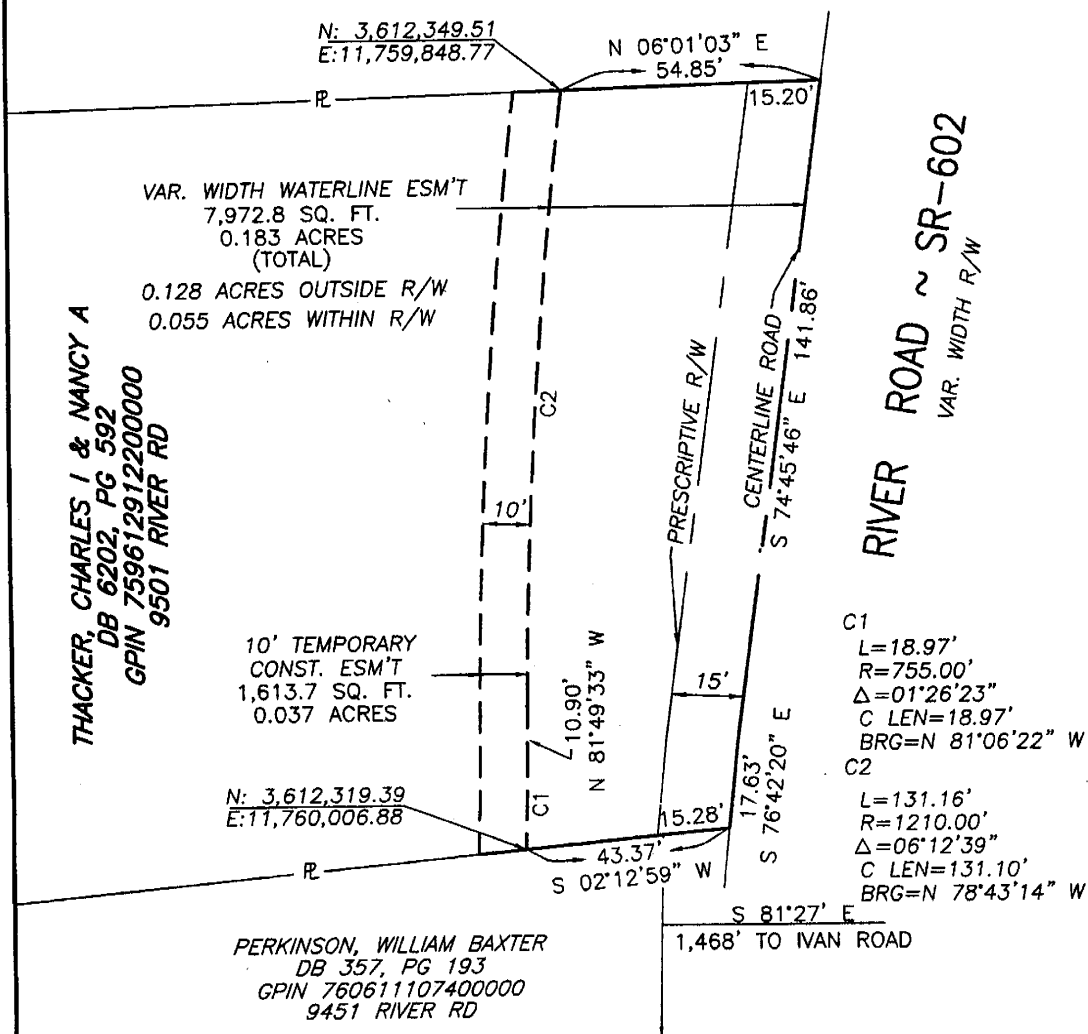 N: 3,612,349.51
E:11,759,848.77
N 06°01'03" E
54.85'
15.20'
PL
VAR. WIDTH WATERLINE ESM'T
7,972.8 SQ. FT.
0.183 ACRES
(TOTAL)
0.128 ACRES OUTSIDE R/W
0.055 ACRES WITHIN R/W
THACKER, CHARLES I & NANCY A
DB 6202, PG 592
GPIN 759612912200000
9501 RIVER RD
C2
10'
PRESCRIPTIVE R/W
CENTERLINE ROAD
S 74°45'46" E 141.86'
RIVER ROAD ~ SR-602
VAR. WIDTH R/W
10' TEMPORARY
CONST. ESM'T
1,613.7 SQ. FT.
0.037 ACRES
10.90'
N 81°49'33" W
15'
17.63'
S 76°42'20" E
C1
L=18.97'
R=755.00'
Δ=01°26'23"
C LEN=18.97'
BRG=N 81°06'22" W
C2
L=131.16'
R=1210.00'
Δ=06°12'39"
C LEN=131.10'
BRG=N 78°43'14" W
N: 3,612,319.39
E:11,760,006.88
C1
15.28'
43.37'
S 02°12'59" W
PL
S 81°27' E
1,468' TO IVAN ROAD
PERKINSON, WILLIAM BAXTER
DB 357, PG 193
GPIN 760611107400000
9451 RIVER RD